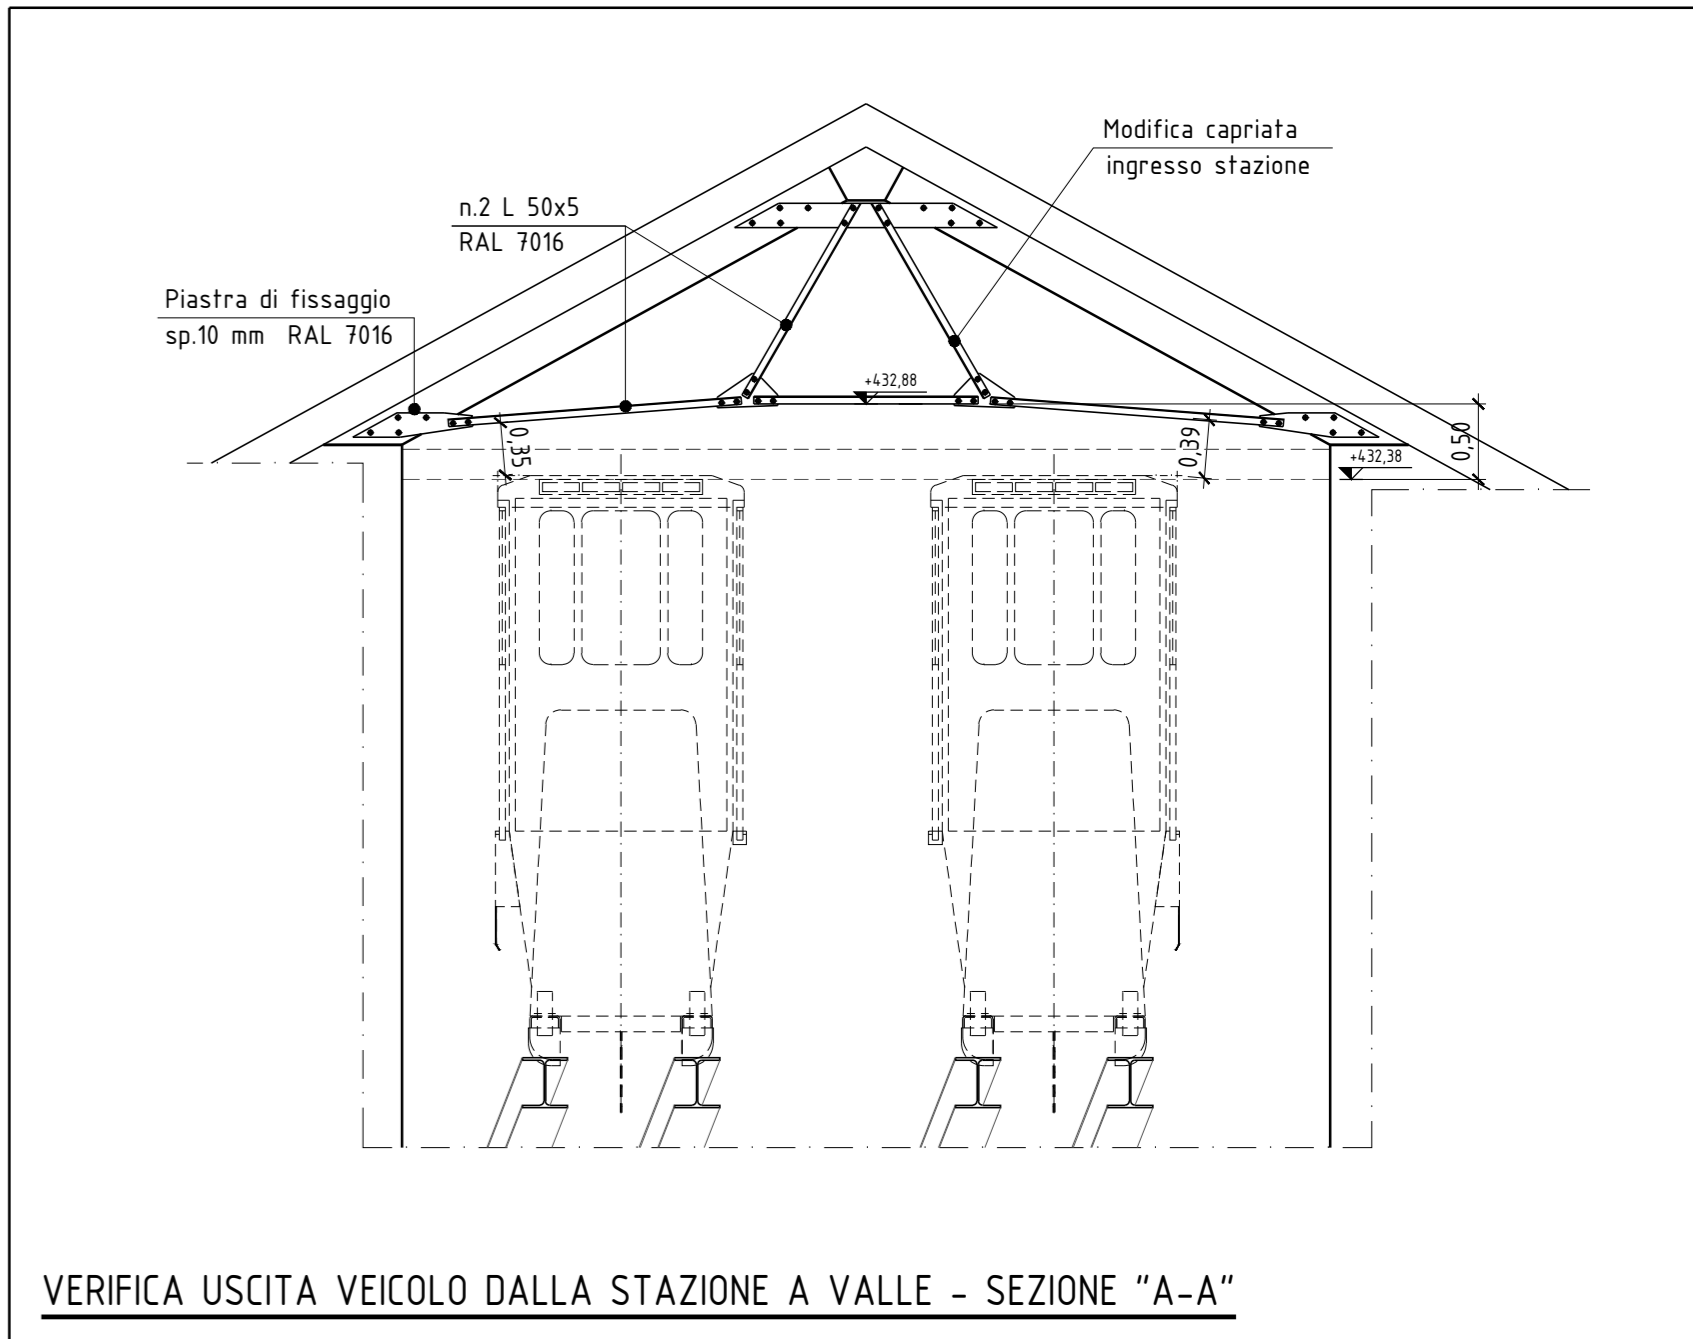 Modifica capriata
ingresso stazione
n.2 L 50x5
RAL 7016
Piastra di fissaggio
sp.10 mm RAL 7016
+432,88
0,35
0,39
0,50
+432,38
VERIFICA USCITA VEICOLO DALLA STAZIONE A VALLE - SEZIONE "A-A"